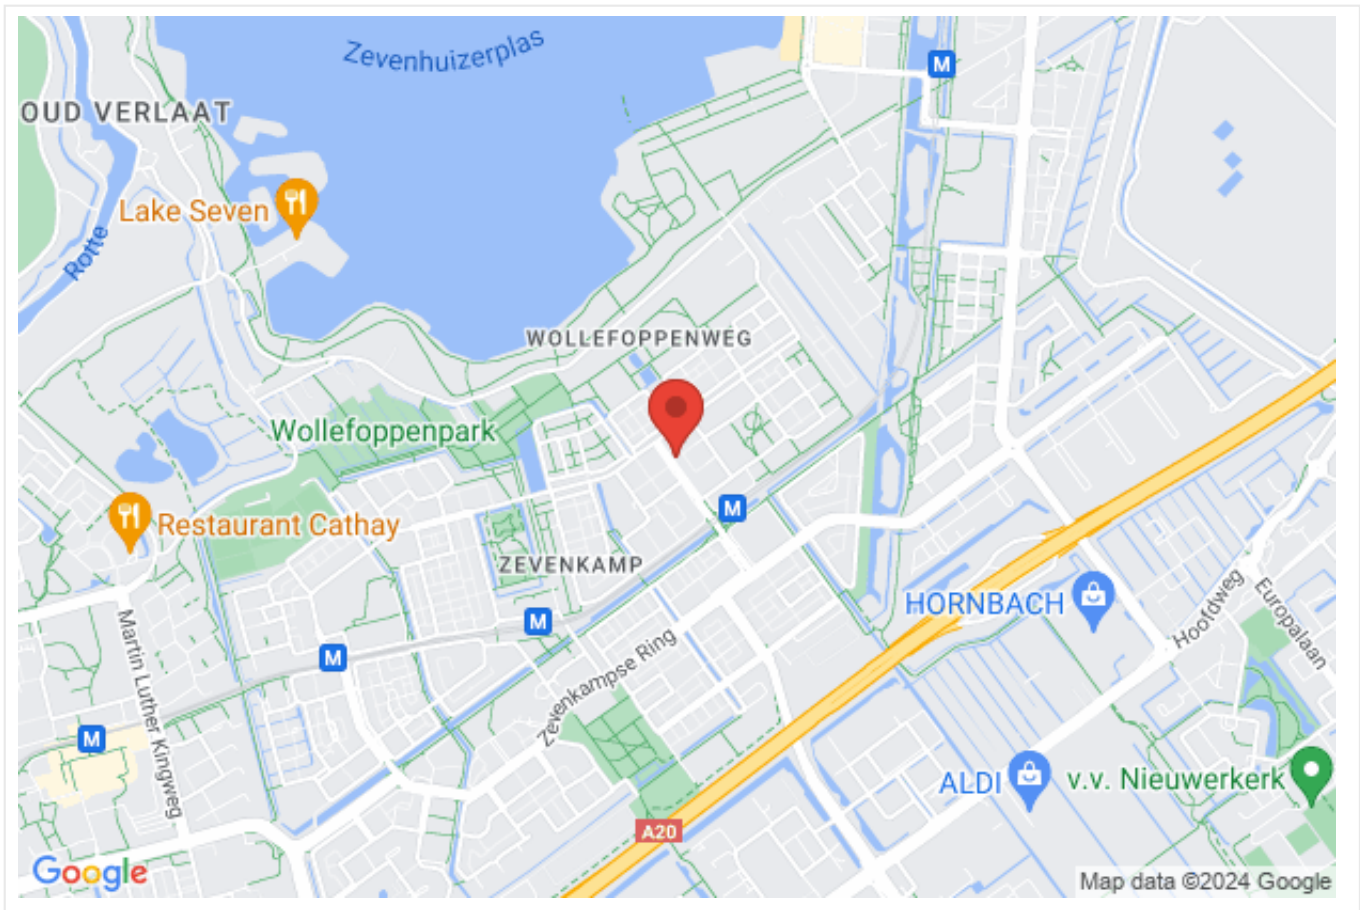 Zevenhuizerplas
M
OUD VERLAAT
Lake Seven
Rotte
WOLLEFOPPENWEG
Wollefoppenpark
M
Restaurant Cathay
ZEVENKAMP
HORNBACH
Hoofdweg
Europalaan
M
M
Zevenkampse Ring
Martin Luther Kingweg
M
ALDI
v.v. Nieuwerkerk
A20
Google
Map data ©2024 Google